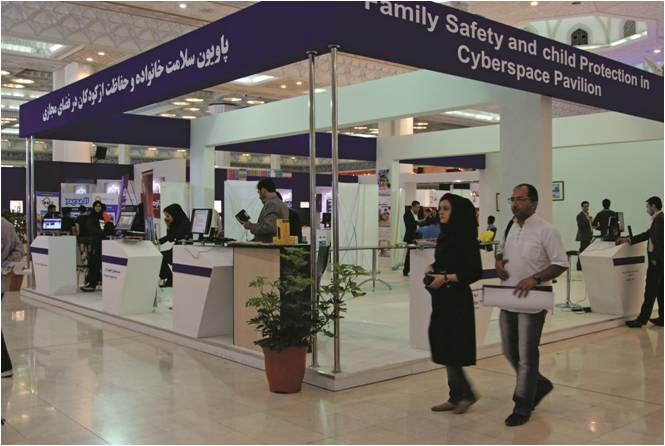 پاویون سلامت خانواده و حفاظت از کودکان در فضای مجازی
Family Safety and child Protection in
Cyberspace Pavilion